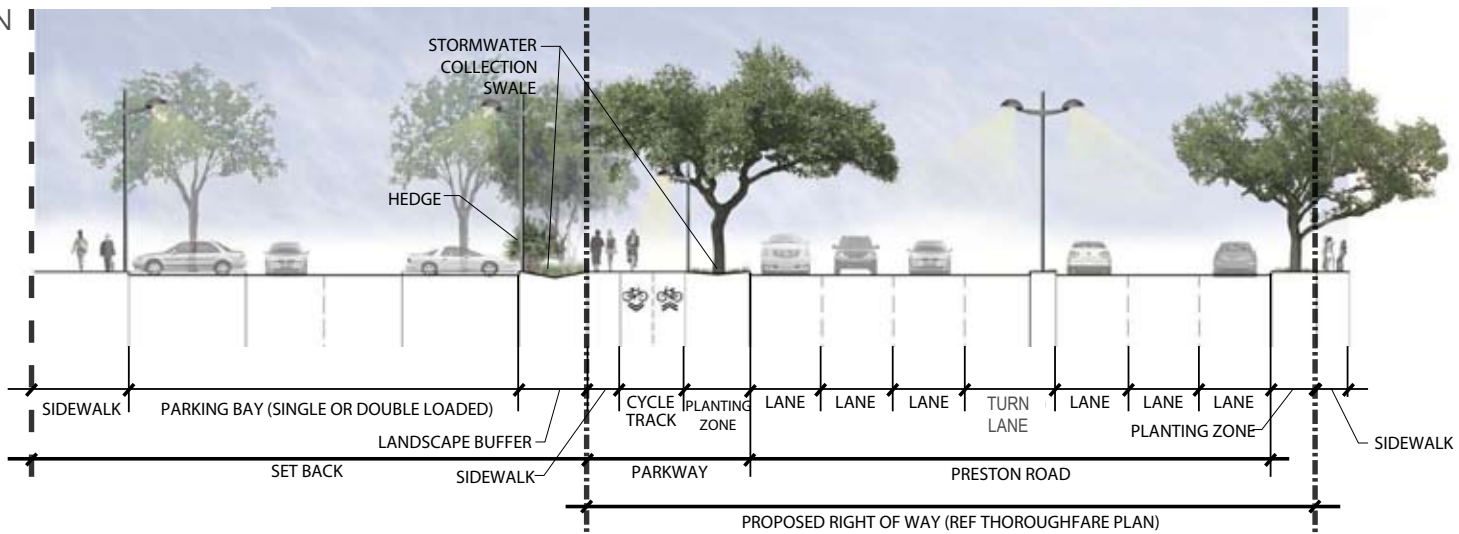 N
STORMWATER
COLLECTION
SWALE
HEDGE
SIDEWALK
PARKING BAY (SINGLE OR DOUBLE LOADED)
LANDSCAPE BUFFER
SIDEWALK
CYCLE
TRACK
PLANTING
ZONE
LANE
LANE
LANE
TURN
LANE
LANE
LANE
LANE
PLANTING ZONE
SIDEWALK
SET BACK
PARKWAY
PRESTON ROAD
PROPOSED RIGHT OF WAY (REF THOROUGHFARE PLAN)